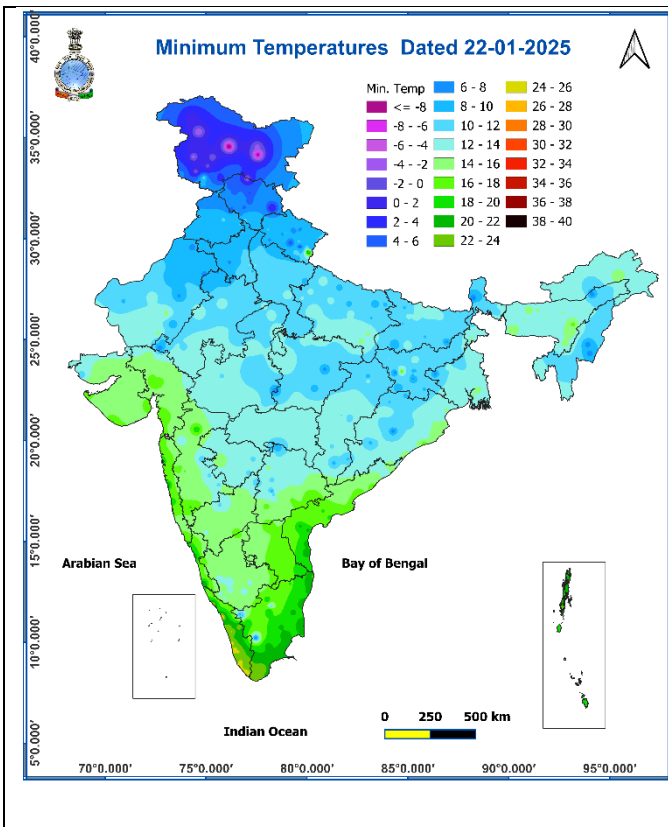 Minimum Temperatures Dated 22-01-2025
Min. Temp
<= -8
-8 - -6
-6 - -4
-4 - -2
-2 - 0
0 - 2
2 - 4
4 - 6
6 - 8
8 - 10
10 - 12
12 - 14
14 - 16
16 - 18
18 - 20
20 - 22
22 - 24
24 - 26
26 - 28
28 - 30
30 - 32
32 - 34
34 - 36
36 - 38
38 - 40
40°0.000'
35°0.000'
30°0.000'
25°0.000'
20°0.000'
15°0.000'
10°0.000'
5°0.000'
Arabian Sea
Bay of Bengal
Indian Ocean
0 250 500 km
70°0.000' 75°0.000' 80°0.000' 85°0.000' 90°0.000' 95°0.000'